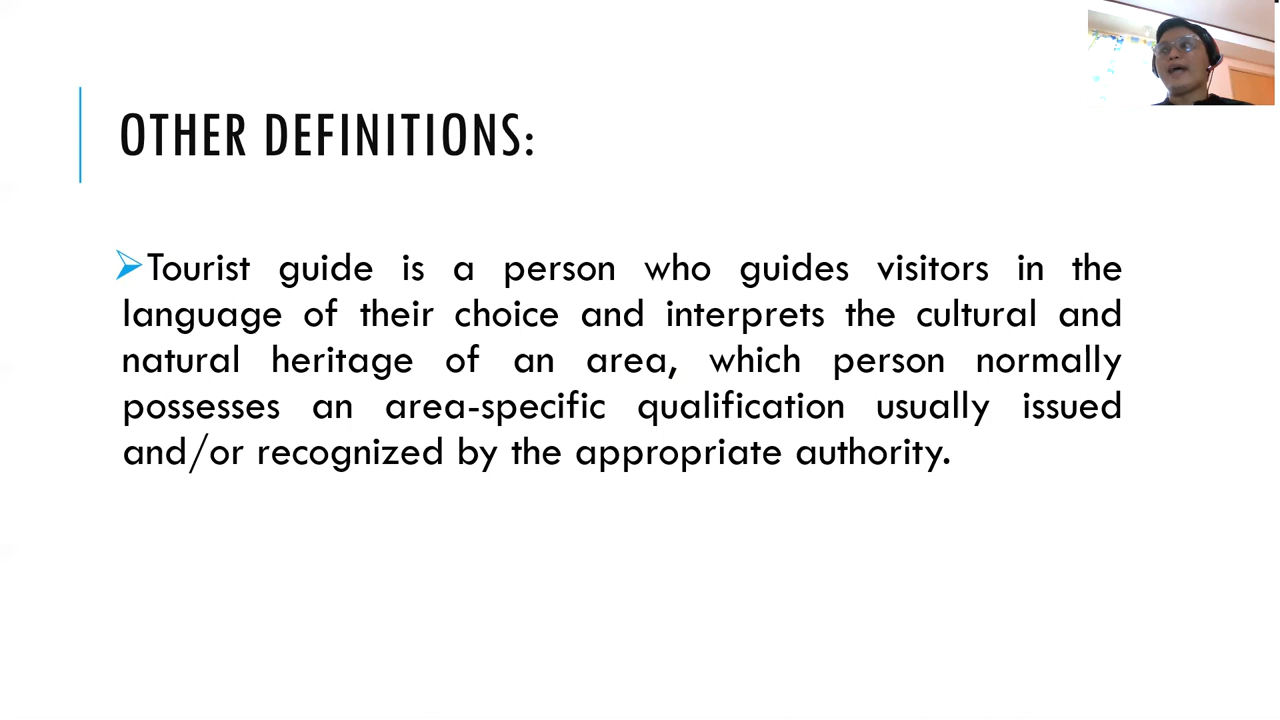 OTHER DEFINITIONS:
Tourist guide is a person who guides visitors in the
language of their choice and interprets the cultural and
natural heritage of an area, which person normally
possesses an area-specific qualification usually issued
and/or recognized by the appropriate authority.